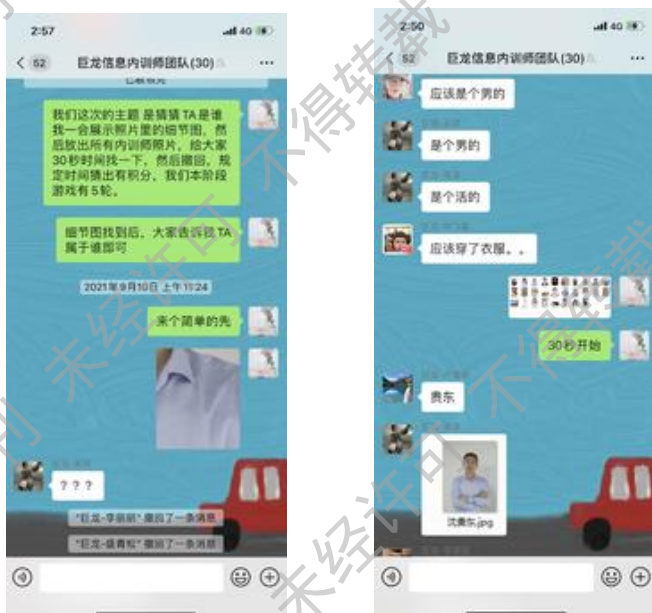 2:57
4G
52
巨龙信息内训师团队(30)
我们这次的主题 是猜猜 TA 是谁
我一会展示照片里的细节图，然
后放出所有内训师照片，给大家
30秒时间找一下，然后撤回，规
定时间猜出有积分，我们本阶段
游戏有5轮。
细节图找到后，大家告诉我 TA
属于谁即可
2021年9月10日 上午11:24
来个简单的先
？？？
"巨龙-李丽丽" 撤回了一条消息
"巨龙-盛青松" 撤回了一条消息
2:50
4G
52
巨龙信息内训师团队(30)
应该是个男的
是个男的
是个活的
应该穿了衣服。。
30秒开始
贵东
沈贵东.jpg
未经许可 不得转载